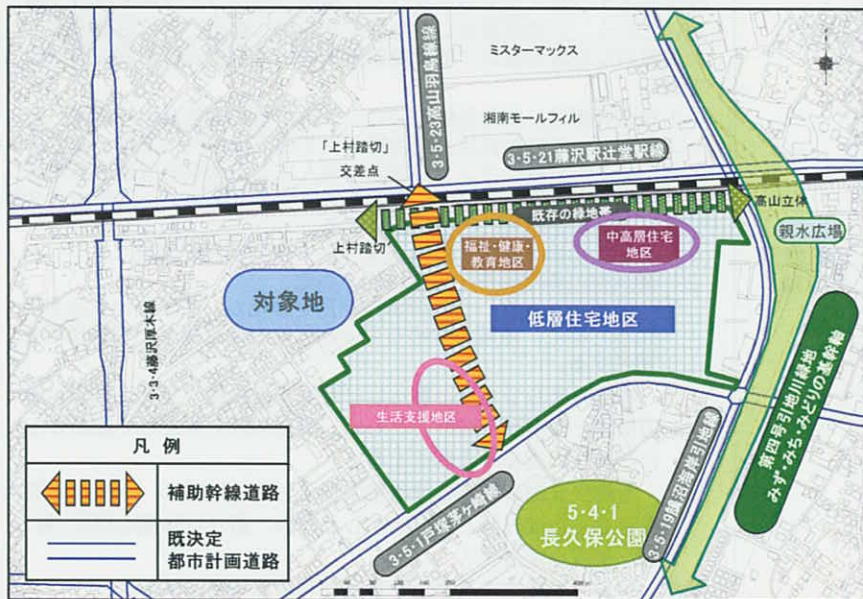 ミスターマックス
湘南モールフィル
3・5・23高山羽鳥線線
3・5・21藤沢駅辻堂駅線
「上村踏切」
交差点
既存の緑地帯
高山立体
上村踏切
親水広場
福祉・健康・
教育地区
中高層住宅
地区
対象地
低層住宅地区
3・3・4藤沢厚木線
生活支援地区
第四号引地川緑地
みず・みち・みどりの基幹線
凡 例
補助幹線道路
既決定
都市計画道路
3・5・1戸塚茅ヶ崎線
5・4・1
長久保公園
3・5・19鵠沼海岸引地線